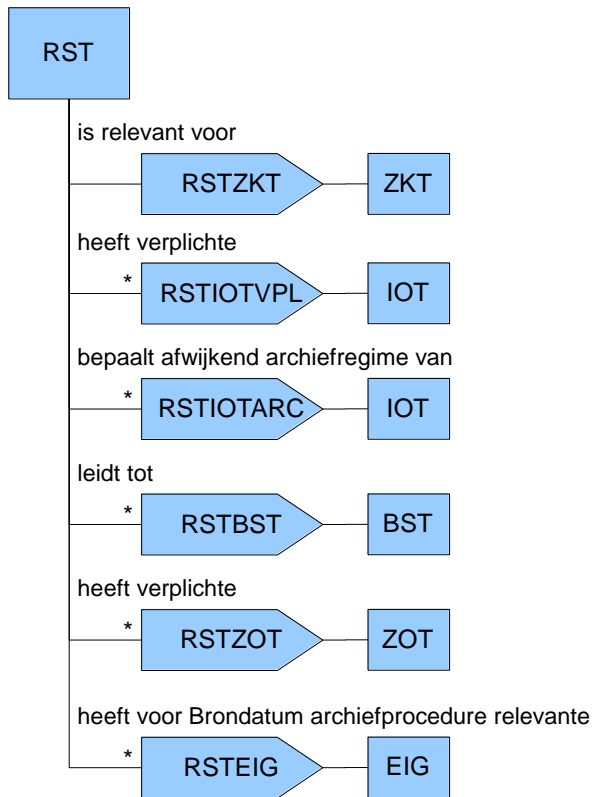 RST
is relevant voor
RSTZKT ZKT
heeft verplichte
* RSTIOTVPL IOT
bepaalt afwijkend archiefregime van
* RSTIOTARC IOT
leidt tot
* RSTBST BST
heeft verplichte
* RSTZOT ZOT
heeft voor Brondatum archiefprocedure relevante
* RSTEIG EIG